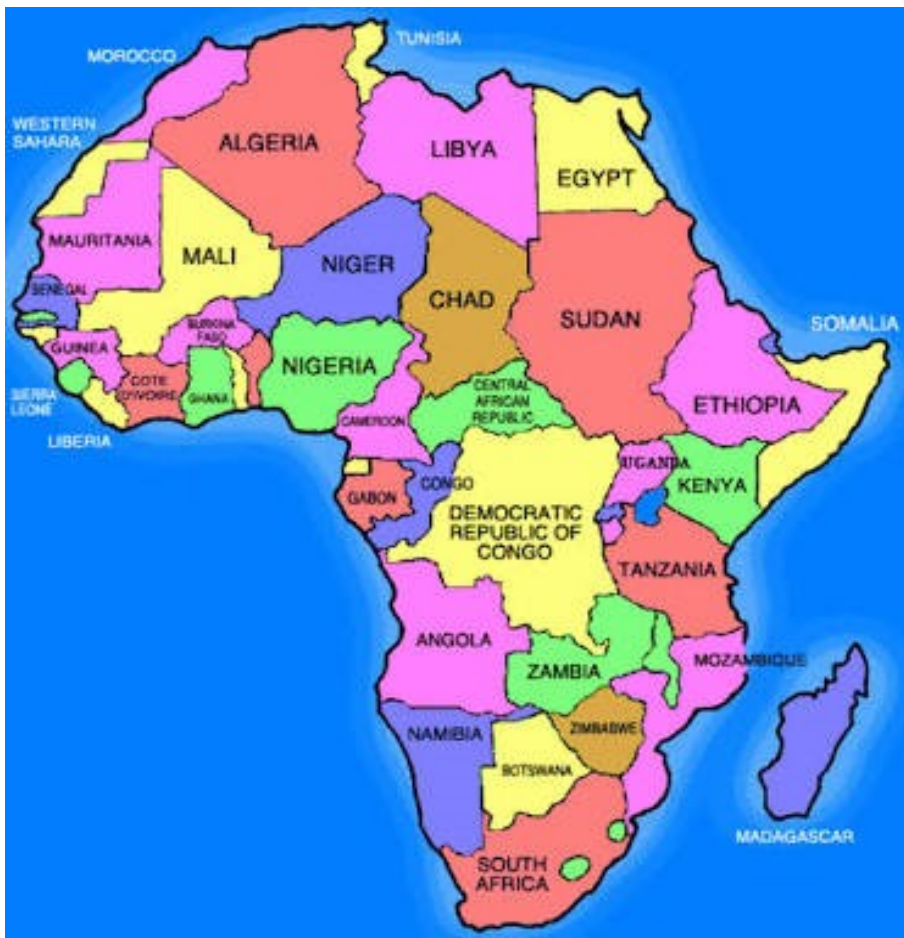 TUNISIA
MOROCCO
WESTERN
SAHARA
ALGERIA
LIBYA
EGYPT
MAURITANIA
MALI
NIGER
CHAD
SUDAN
SENEGAL
SOMALIA
BURKINA
FASO
GUINEA
NIGERIA
COTE
D'IVOIRE
GHANA
SIERRA
LEONE
LIBERIA
CENTRAL
AFRICAN
REPUBLIC
ETHIOPIA
CAMEROON
UGANDA
KENYA
CONGO
GABON
DEMOCRATIC
REPUBLIC OF
CONGO
TANZANIA
ANGOLA
ZAMBIA
MOZAMBIQUE
NAMIBIA
ZIMBABWE
BOTSWANA
MADAGASCAR
SOUTH
AFRICA